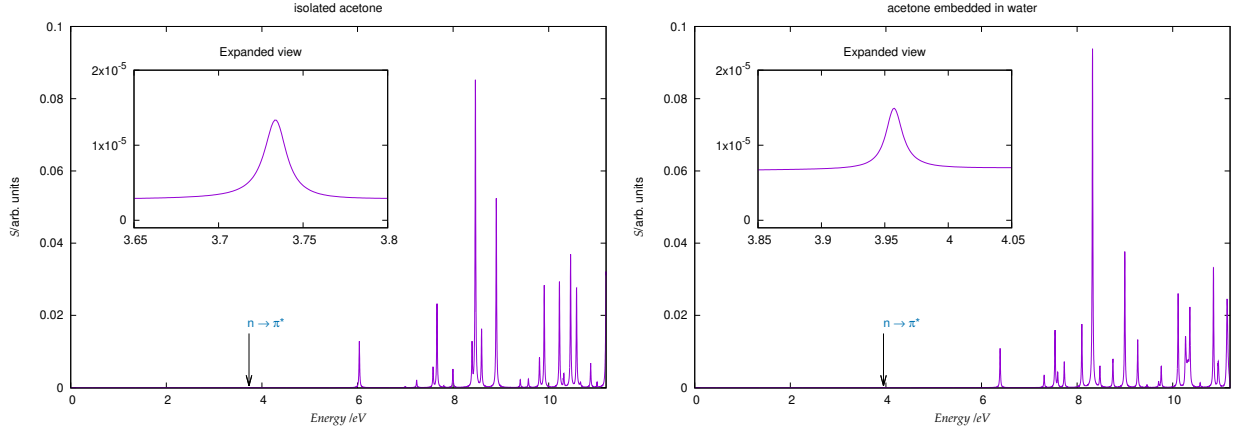 isolated acetone
0.1
0.08
0.06
0.04
0.02
0
S/arb. units
Expanded view
2x10⁻⁵
1x10⁻⁵
0
3.65 3.7 3.75 3.8
n → π*
0 2 4 6 8 10
Energy /eV
acetone embedded in water
0.1
0.08
0.06
0.04
0.02
0
S/arb. units
Expanded view
2x10⁻⁵
1x10⁻⁵
0
3.85 3.9 3.95 4 4.05
n → π*
0 2 4 6 8 10
Energy /eV